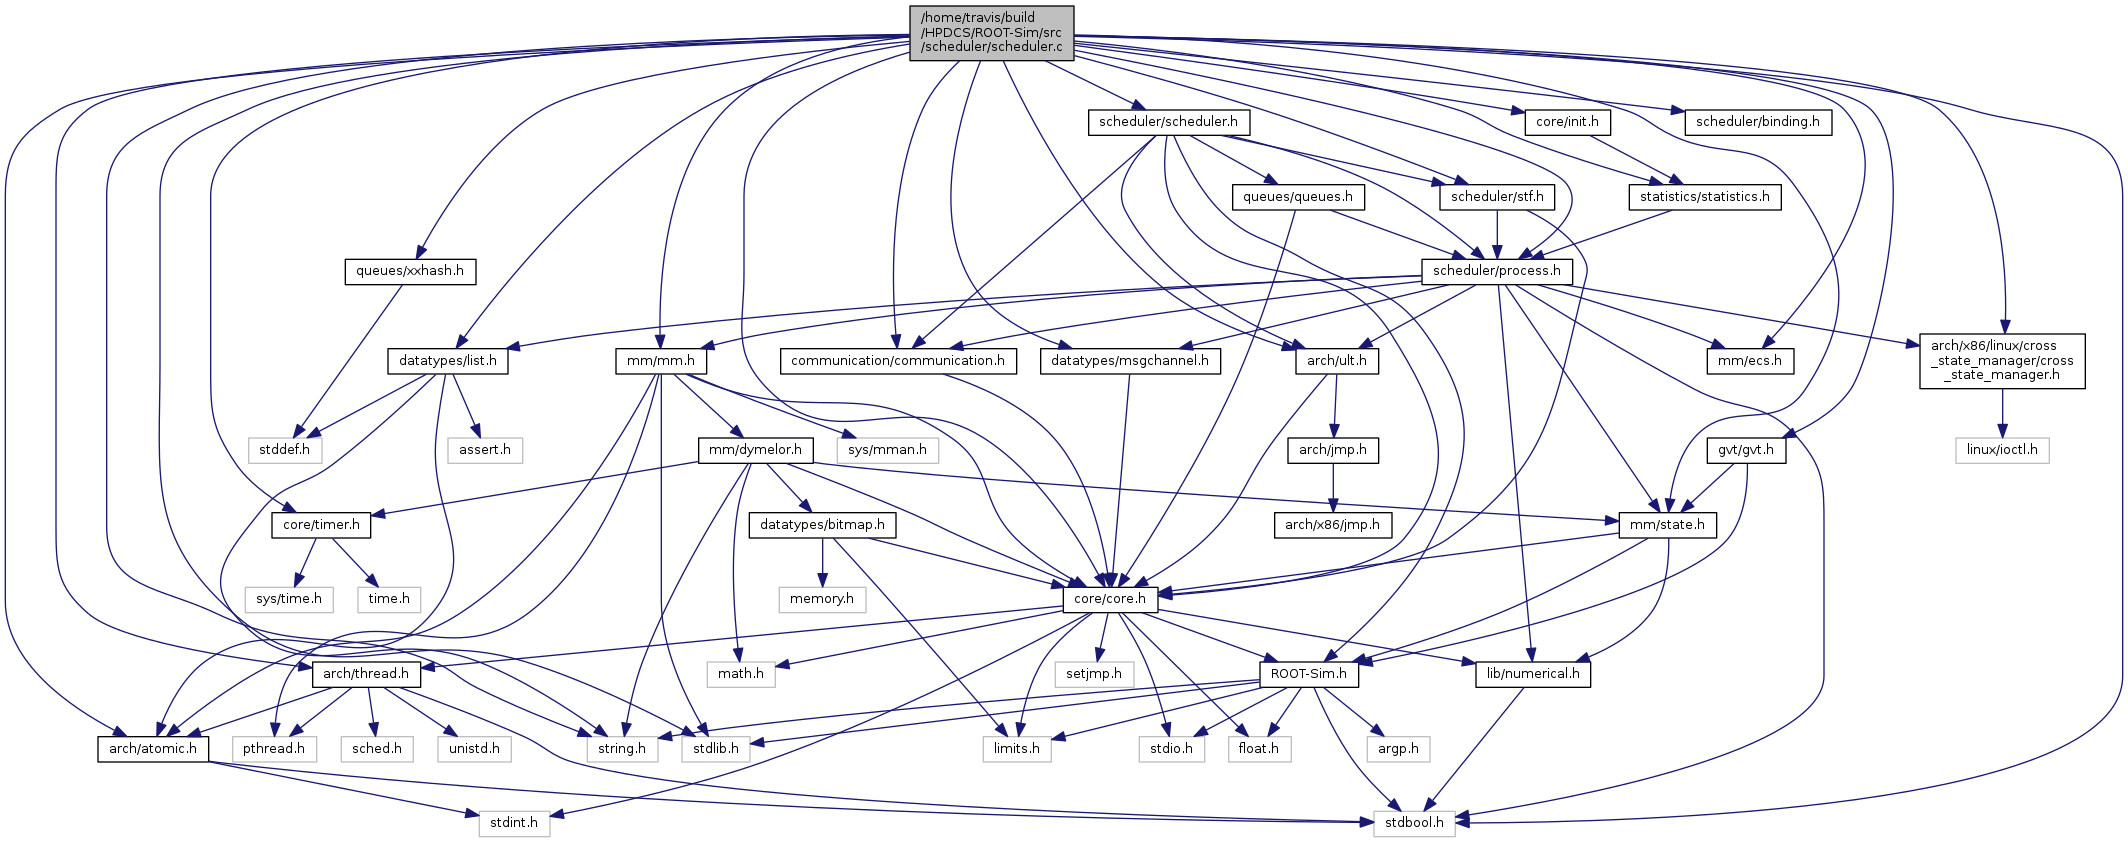 /home/travis/build
/HPDCS/ROOT-Sim/src
/scheduler/scheduler.c
scheduler/scheduler.h
core/init.h
scheduler/binding.h
queues/queues.h
scheduler/stf.h
statistics/statistics.h
queues/xxhash.h
scheduler/process.h
datatypes/list.h
mm/mm.h
communication/communication.h
datatypes/msgchannel.h
arch/ult.h
mm/ecs.h
arch/x86/linux/cross
_state_manager/cross
_state_manager.h
stddef.h
assert.h
mm/dymelor.h
sys/mman.h
arch/jmp.h
gvt/gvt.h
linux/ioctl.h
core/timer.h
datatypes/bitmap.h
arch/x86/jmp.h
mm/state.h
sys/time.h
time.h
memory.h
core/core.h
arch/thread.h
math.h
setjmp.h
ROOT-Sim.h
lib/numerical.h
arch/atomic.h
pthread.h
sched.h
unistd.h
string.h
stdlib.h
limits.h
stdio.h
float.h
argp.h
stdint.h
stdbool.h